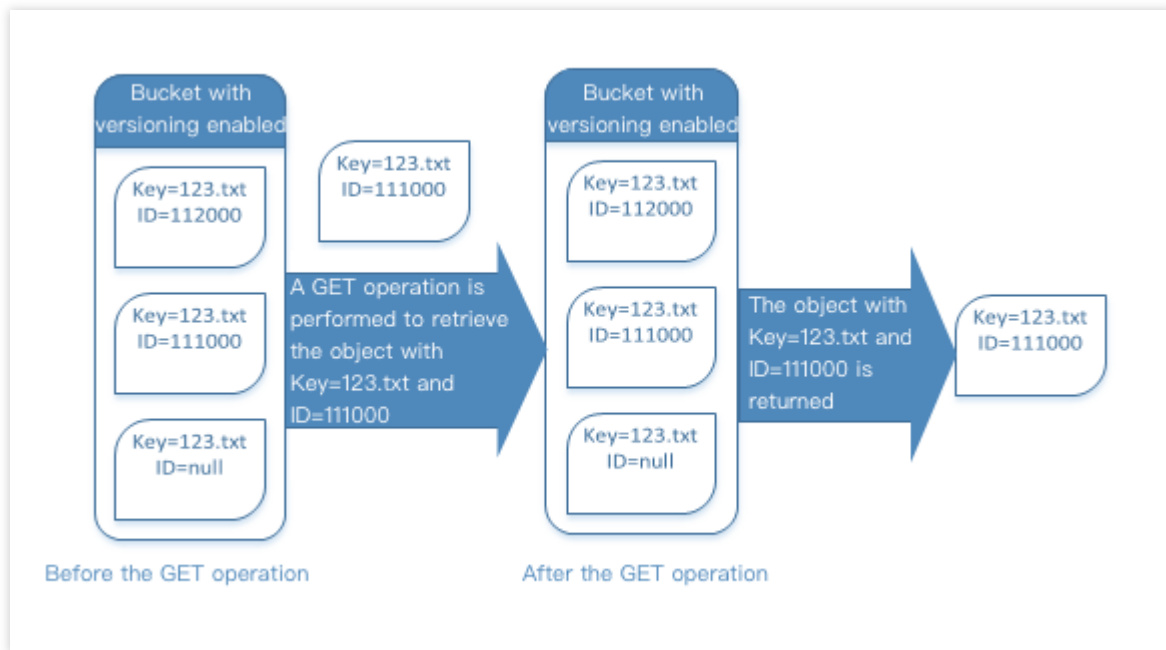 Bucket with
versioning enabled
Key=123.txt
ID=112000
Key=123.txt
ID=111000
Key=123.txt
ID=null
Before the GET operation
Key=123.txt
ID=111000
A GET operation is
performed to retrieve
the object with
Key=123.txt and
ID=111000
Bucket with
versioning enabled
Key=123.txt
ID=112000
Key=123.txt
ID=111000
Key=123.txt
ID=null
After the GET operation
The object with
Key=123.txt and
ID=111000 is
returned
Key=123.txt
ID=111000